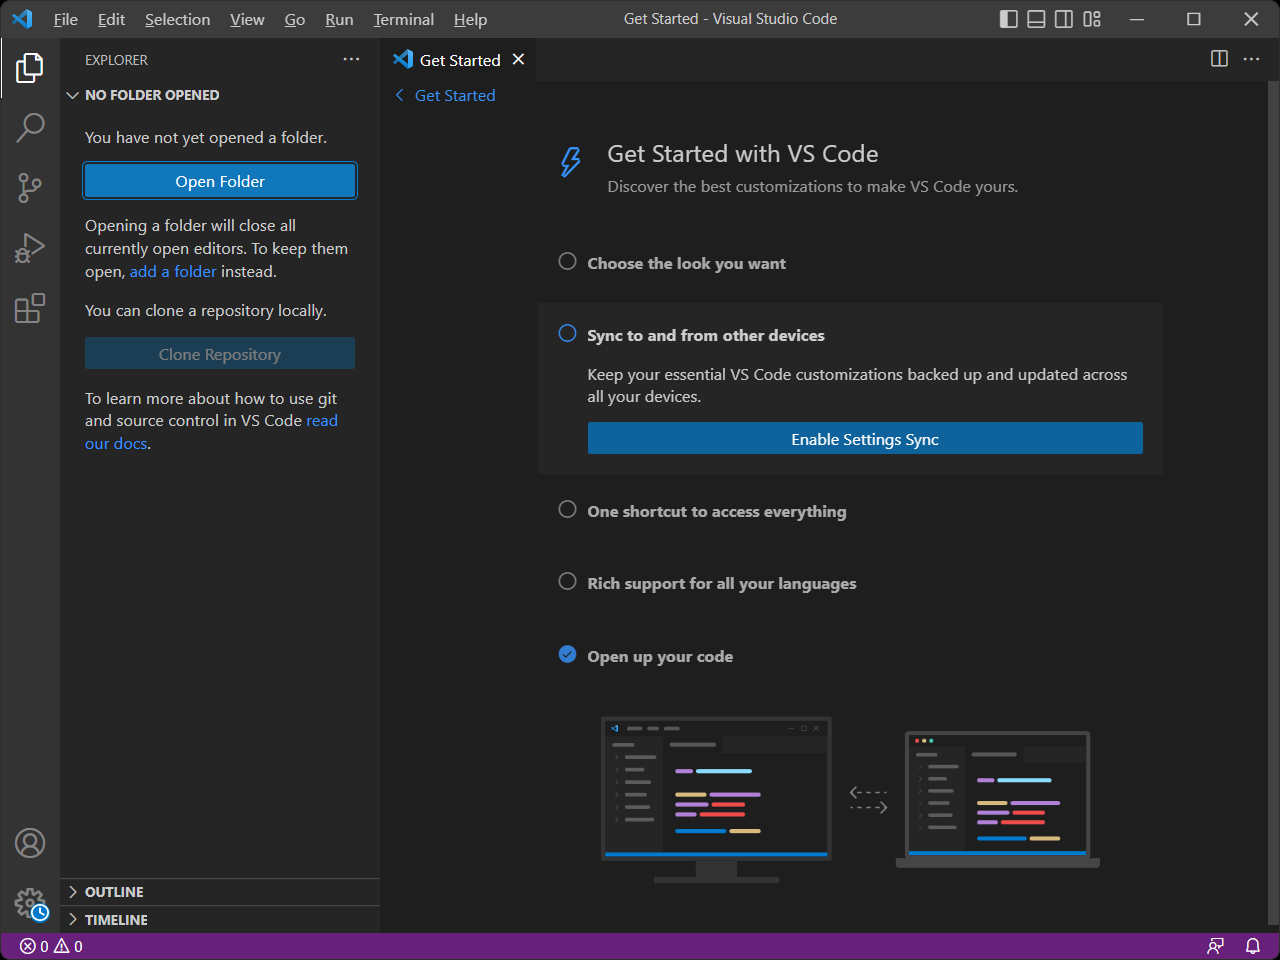 File Edit Selection View Go Run Terminal Help Get Started - Visual Studio Code
EXPLORER
NO FOLDER OPENED
You have not yet opened a folder.
Open Folder
Opening a folder will close all
currently open editors. To keep them
open, add a folder instead.
You can clone a repository locally.
Clone Repository
To learn more about how to use git
and source control in VS Code read
our docs.
OUTLINE
TIMELINE
Get Started
Get Started
Get Started with VS Code
Discover the best customizations to make VS Code yours.
Choose the look you want
Sync to and from other devices
Keep your essential VS Code customizations backed up and updated across
all your devices.
Enable Settings Sync
One shortcut to access everything
Rich support for all your languages
Open up your code
0 0